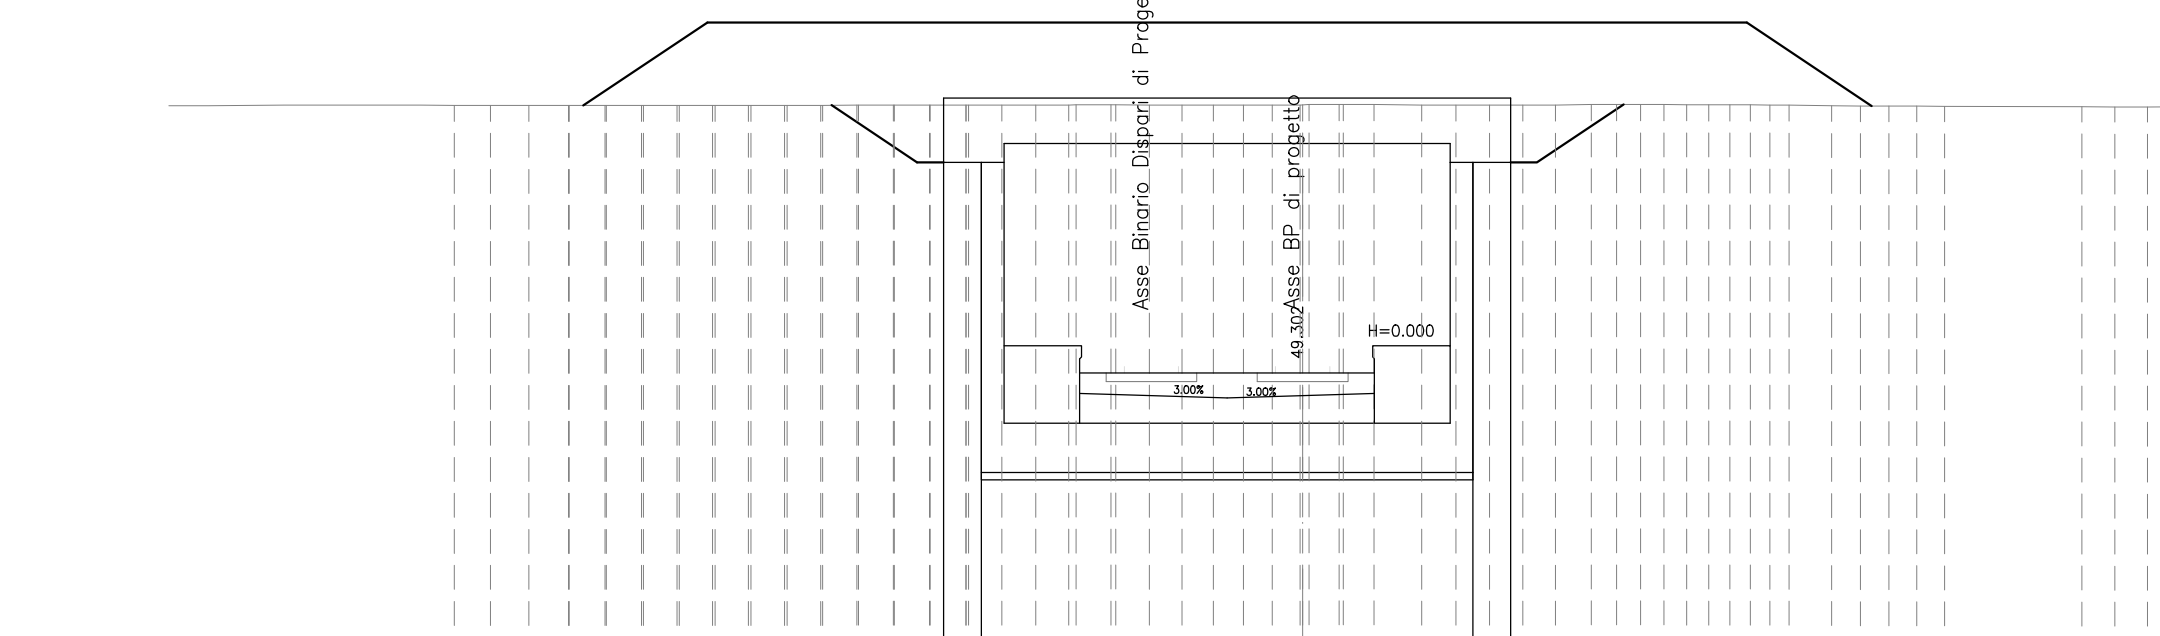 Asse Binario Dispari di Proge
Asse BP di progetto
49.302
H=0.000
3.00%
3.00%